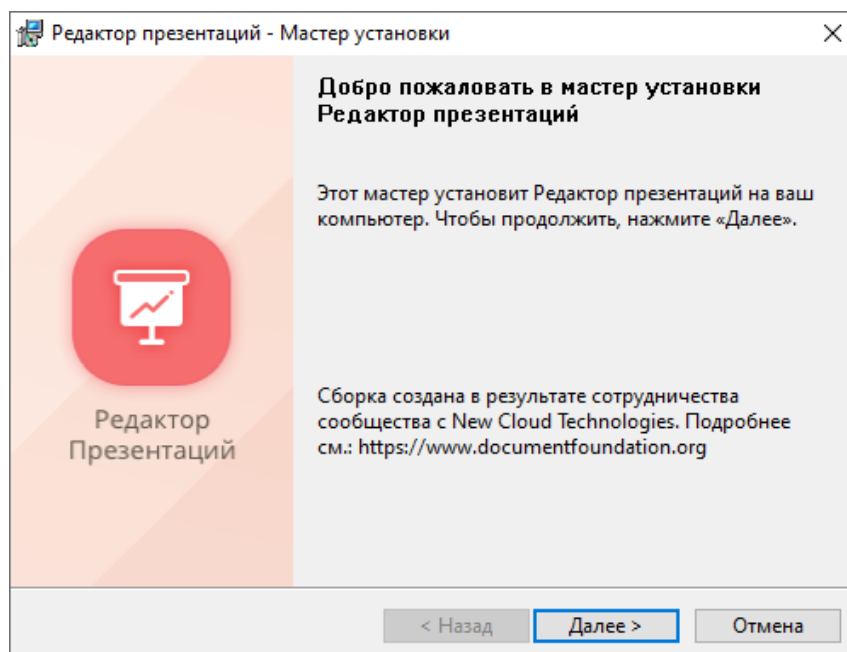 Редактор презентаций - Мастер установки
Добро пожаловать в мастер установки
Редактор презентаций
Этот мастер установит Редактор презентаций на ваш
компьютер. Чтобы продолжить, нажмите «Далее».
Редактор
Презентаций
Сборка создана в результате сотрудничества
сообщества с New Cloud Technologies. Подробнее
см.: https://www.documentfoundation.org
< Назад
Далее >
Отмена